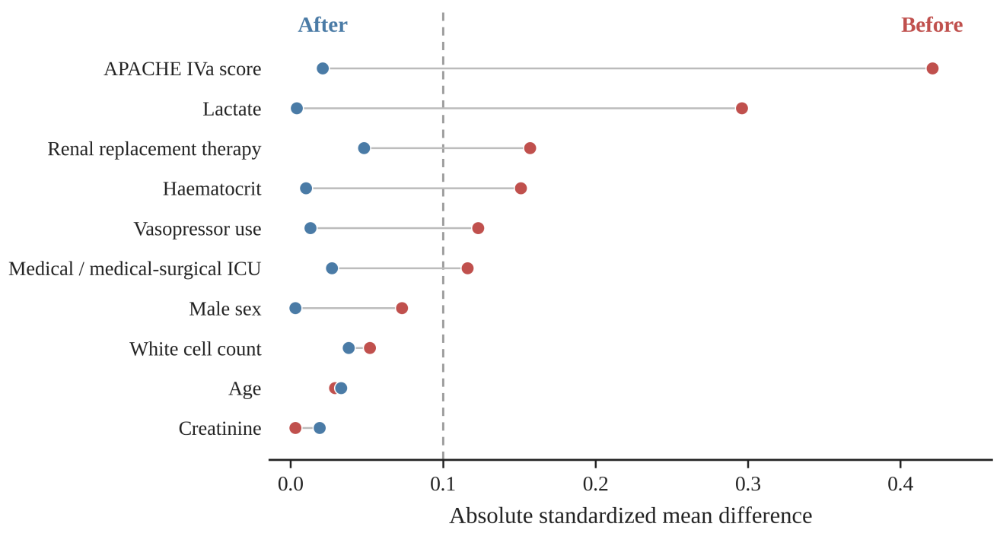 After Before
APACHE IVa score
Lactate
Renal replacement therapy
Haematocrit
Vasopressor use
Medical / medical-surgical ICU
Male sex
White cell count
Age
Creatinine
0.0 0.1 0.2 0.3 0.4
Absolute standardized mean difference